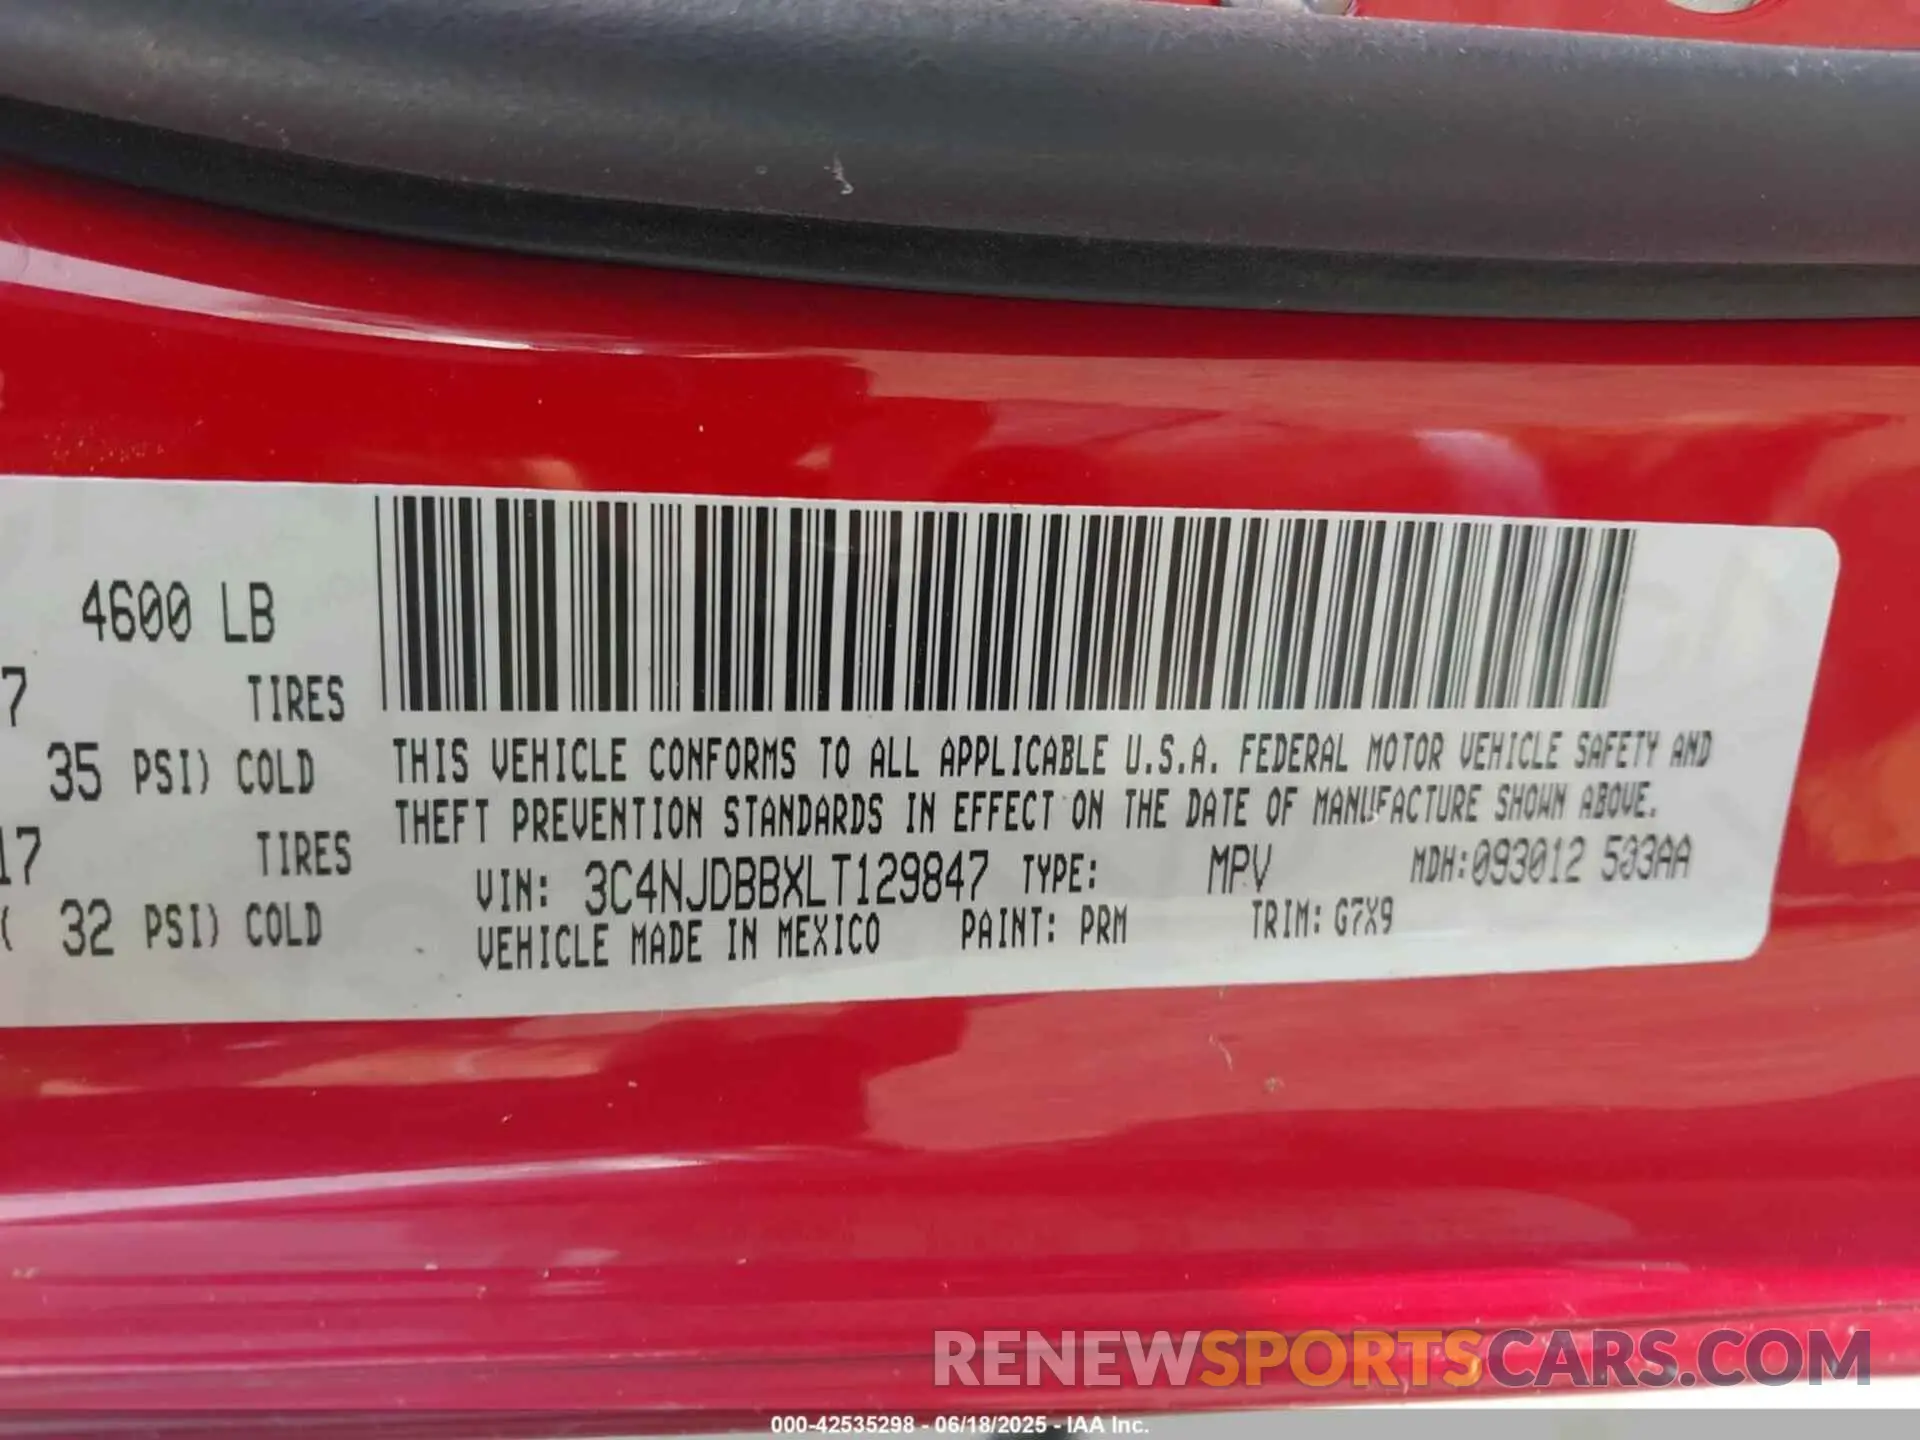 4600 LB
7 TIRES
35 PSI) COLD
17 TIRES
( 32 PSI) COLD
THIS VEHICLE CONFORMS TO ALL APPLICABLE U.S.A. FEDERAL MOTOR VEHICLE SAFETY AND
THEFT PREVENTION STANDARDS IN EFFECT ON THE DATE OF MANUFACTURE SHOWN ABOVE.
VIN: 3C4NJDBBXLT129847 TYPE: MPV MDH:093012 503AA
VEHICLE MADE IN MEXICO PAINT: PRM TRIM: G7X9
RENEWSPORTSCARS.COM
000-42535298 - 06/18/2025 - IAA Inc.